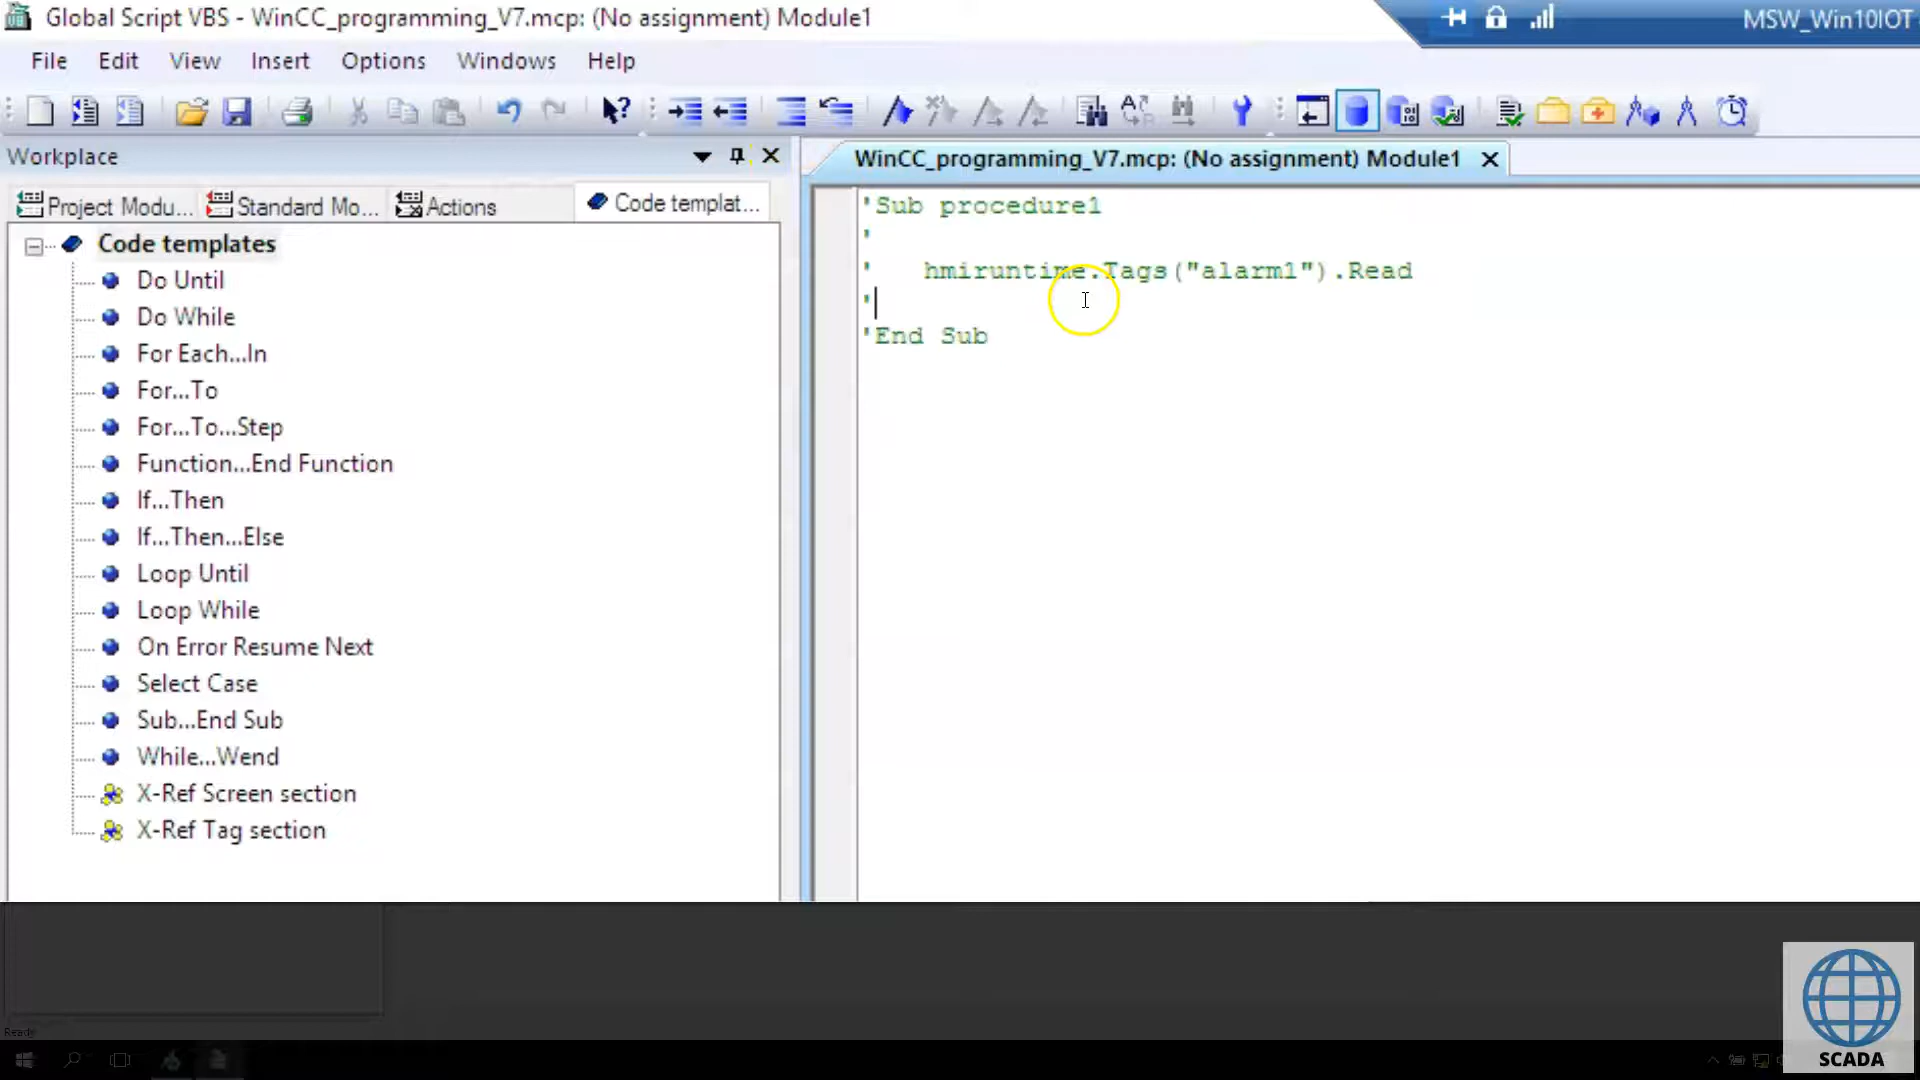 Global Script VBS - WinCC_programming_V7.mcp: (No assignment) Module1
MSW_Win10IOT
File Edit View Insert Options Windows Help
Workplace
WinCC_programming_V7.mcp: (No assignment) Module1
Project Modu... Standard Mo... Actions Code templat...
Code templates
Do Until
Do While
For Each...In
For...To
For...To...Step
Function...End Function
If...Then
If...Then...Else
Loop Until
Loop While
On Error Resume Next
Select Case
Sub...End Sub
While...Wend
X-Ref Screen section
X-Ref Tag section
'Sub procedure1
'
' hmiruntime.Tags("alarm1").Read
'
'End Sub
Ready
SCADA